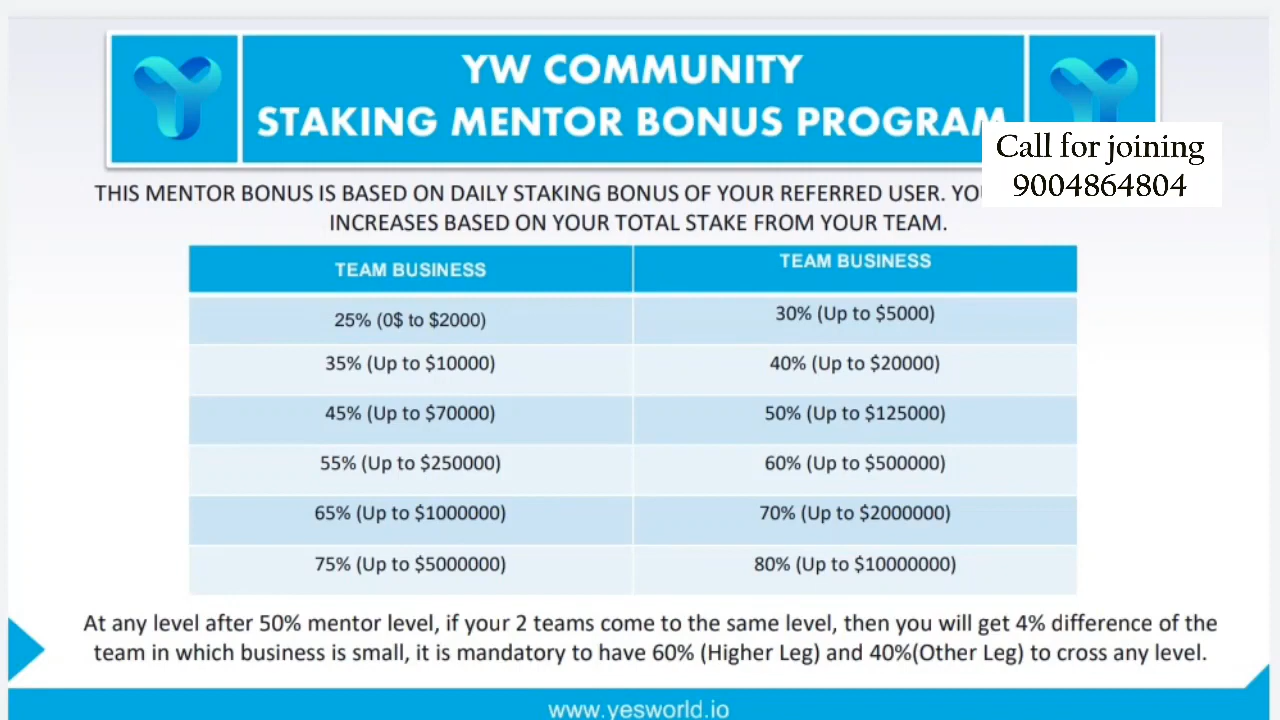 YW COMMUNITY
STAKING MENTOR BONUS PROGRAM
Call for joining
9004864804
THIS MENTOR BONUS IS BASED ON DAILY STAKING BONUS OF YOUR REFERRED USER.
INCREASES BASED ON YOUR TOTAL STAKE FROM YOUR TEAM.
TEAM BUSINESS TEAM BUSINESS
25% (0$ to $2000) 30% (Up to $5000)
35% (Up to $10000) 40% (Up to $20000)
45% (Up to $70000) 50% (Up to $125000)
55% (Up to $250000) 60% (Up to $500000)
65% (Up to $1000000) 70% (Up to $2000000)
75% (Up to $5000000) 80% (Up to $10000000)
At any level after 50% mentor level, if your 2 teams come to the same level, then you will get 4% difference of the
team in which business is small, it is mandatory to have 60% (Higher Leg) and 40%(Other Leg) to cross any level.
www.yesworld.io